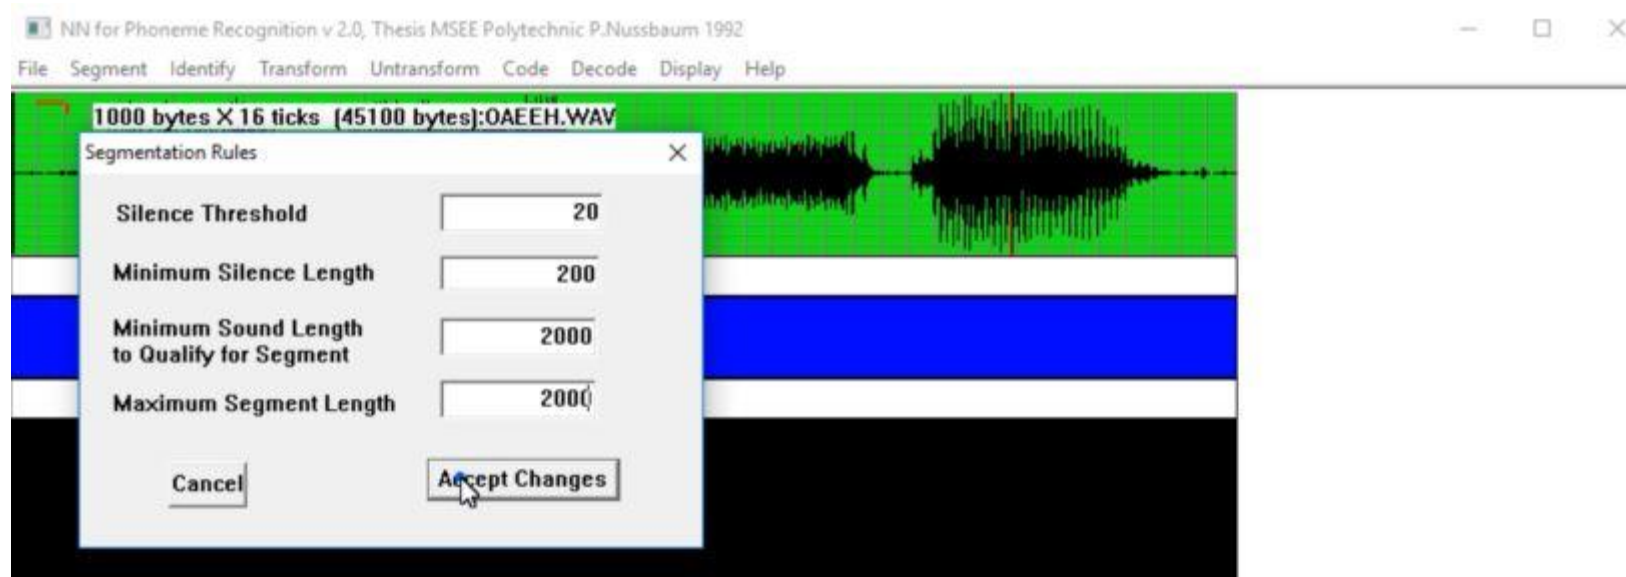 NN for Phoneme Recognition v 2.0, Thesis MSEE Polytechnic P.Nussbaum 1992
File Segment Identify Transform Untransform Code Decode Display Help
1000 bytes X 16 ticks [45100 bytes]:OAEEH.WAV
Segmentation Rules
Silence Threshold 20
Minimum Silence Length 200
Minimum Sound Length
to Qualify for Segment 2000
Maximum Segment Length 2000
Cancel Accept Changes